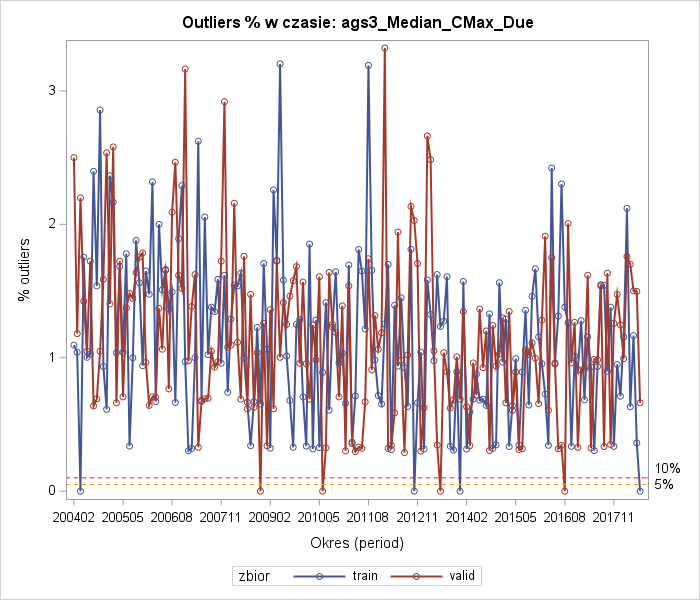 Outliers % w czasie: ags3_Median_CMax_Due
% outliers
3
2
1
0
10%
5%
200402 200505 200608 200711 200902 201005 201108 201211 201402 201505 201608 201711
Okres (period)
zbior train valid